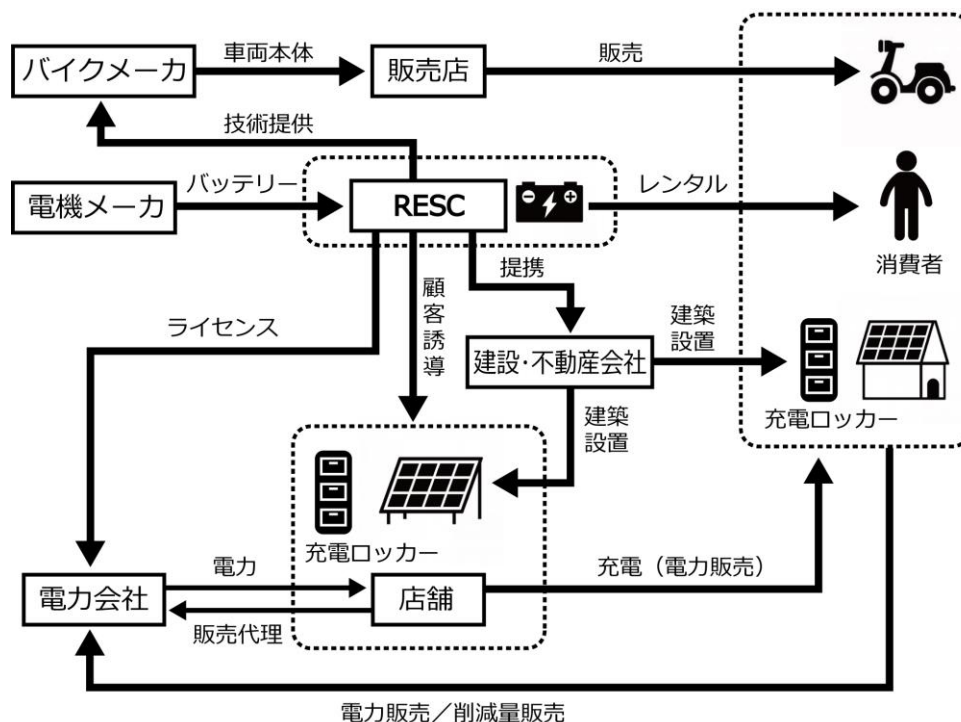 車両本体
販売
バイクメーカ
販売店
技術提供
バッテリー
レンタル
電機メーカ
RESC
消費者
提携
顧客誘導
建築
設置
ライセンス
建設・不動産会社
建築
設置
充電ロッカー
充電ロッカー
電力
充電（電力販売）
電力会社
店舗
販売代理
電力販売／削減量販売